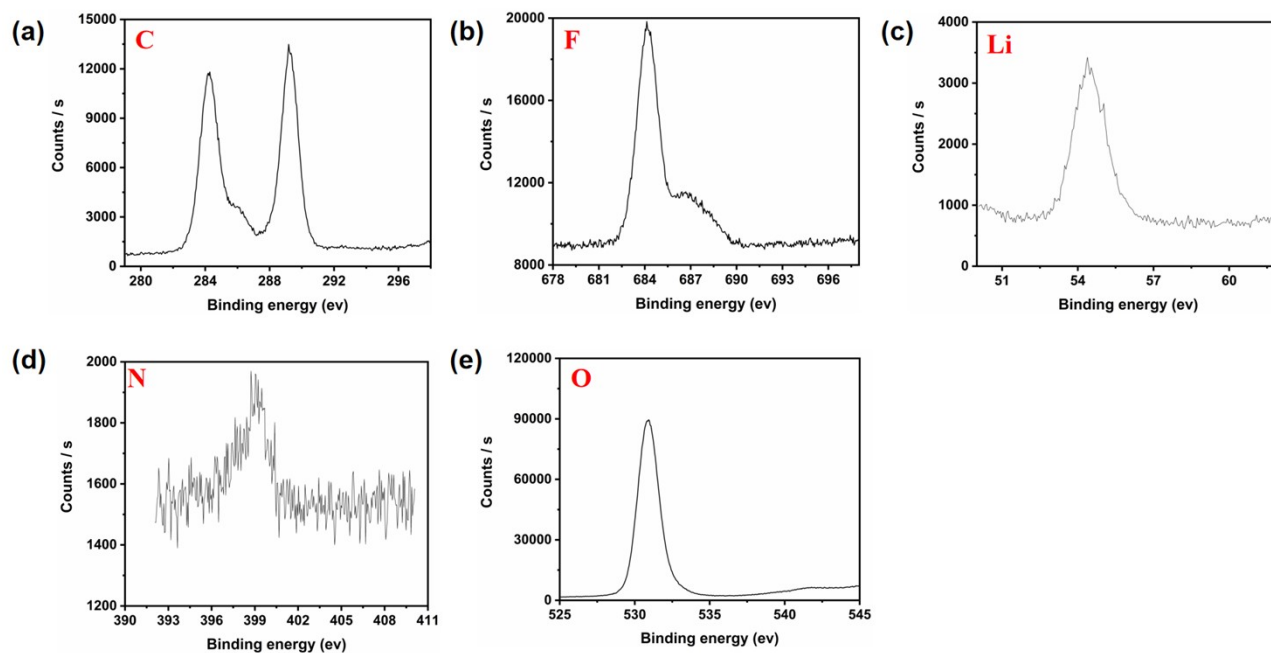 (a)
C
Counts / s
15000
12000
9000
6000
3000
0
280 284 288 292 296
Binding energy (ev)
(b)
F
Counts / s
20000
16000
12000
8000
678 681 684 687 690 693 696
Binding energy (ev)
(c)
Li
Counts / s
4000
3000
2000
1000
0
51 54 57 60
Binding energy (ev)
(d)
N
Counts / s
2000
1800
1600
1400
1200
390 393 396 399 402 405 408 411
Binding energy (ev)
(e)
O
Counts / s
120000
90000
60000
30000
0
525 530 535 540 545
Binding energy (ev)